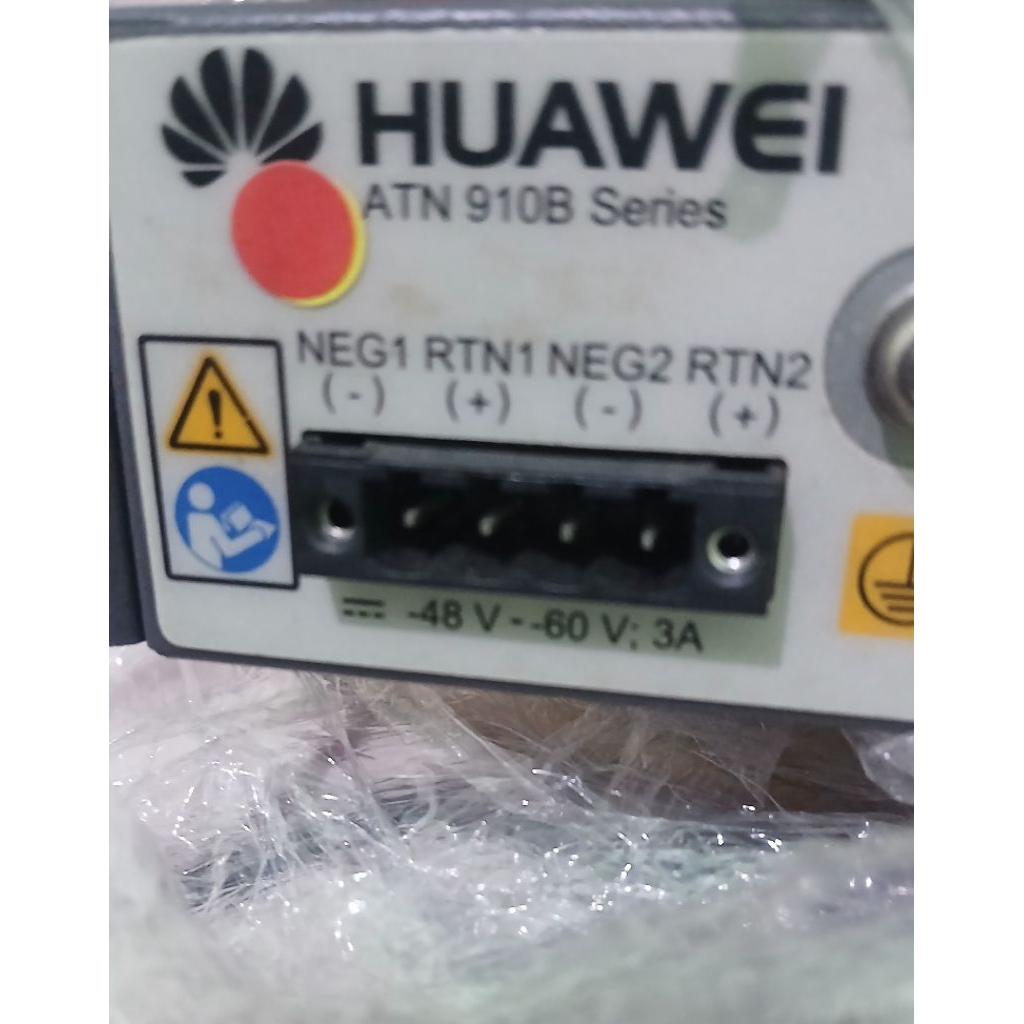 HUAWEI
ATN 910B Series
NEG1 RTN1 NEG2 RTN2
(-) (+) (-) (+)
-48 V - -60 V; 3A